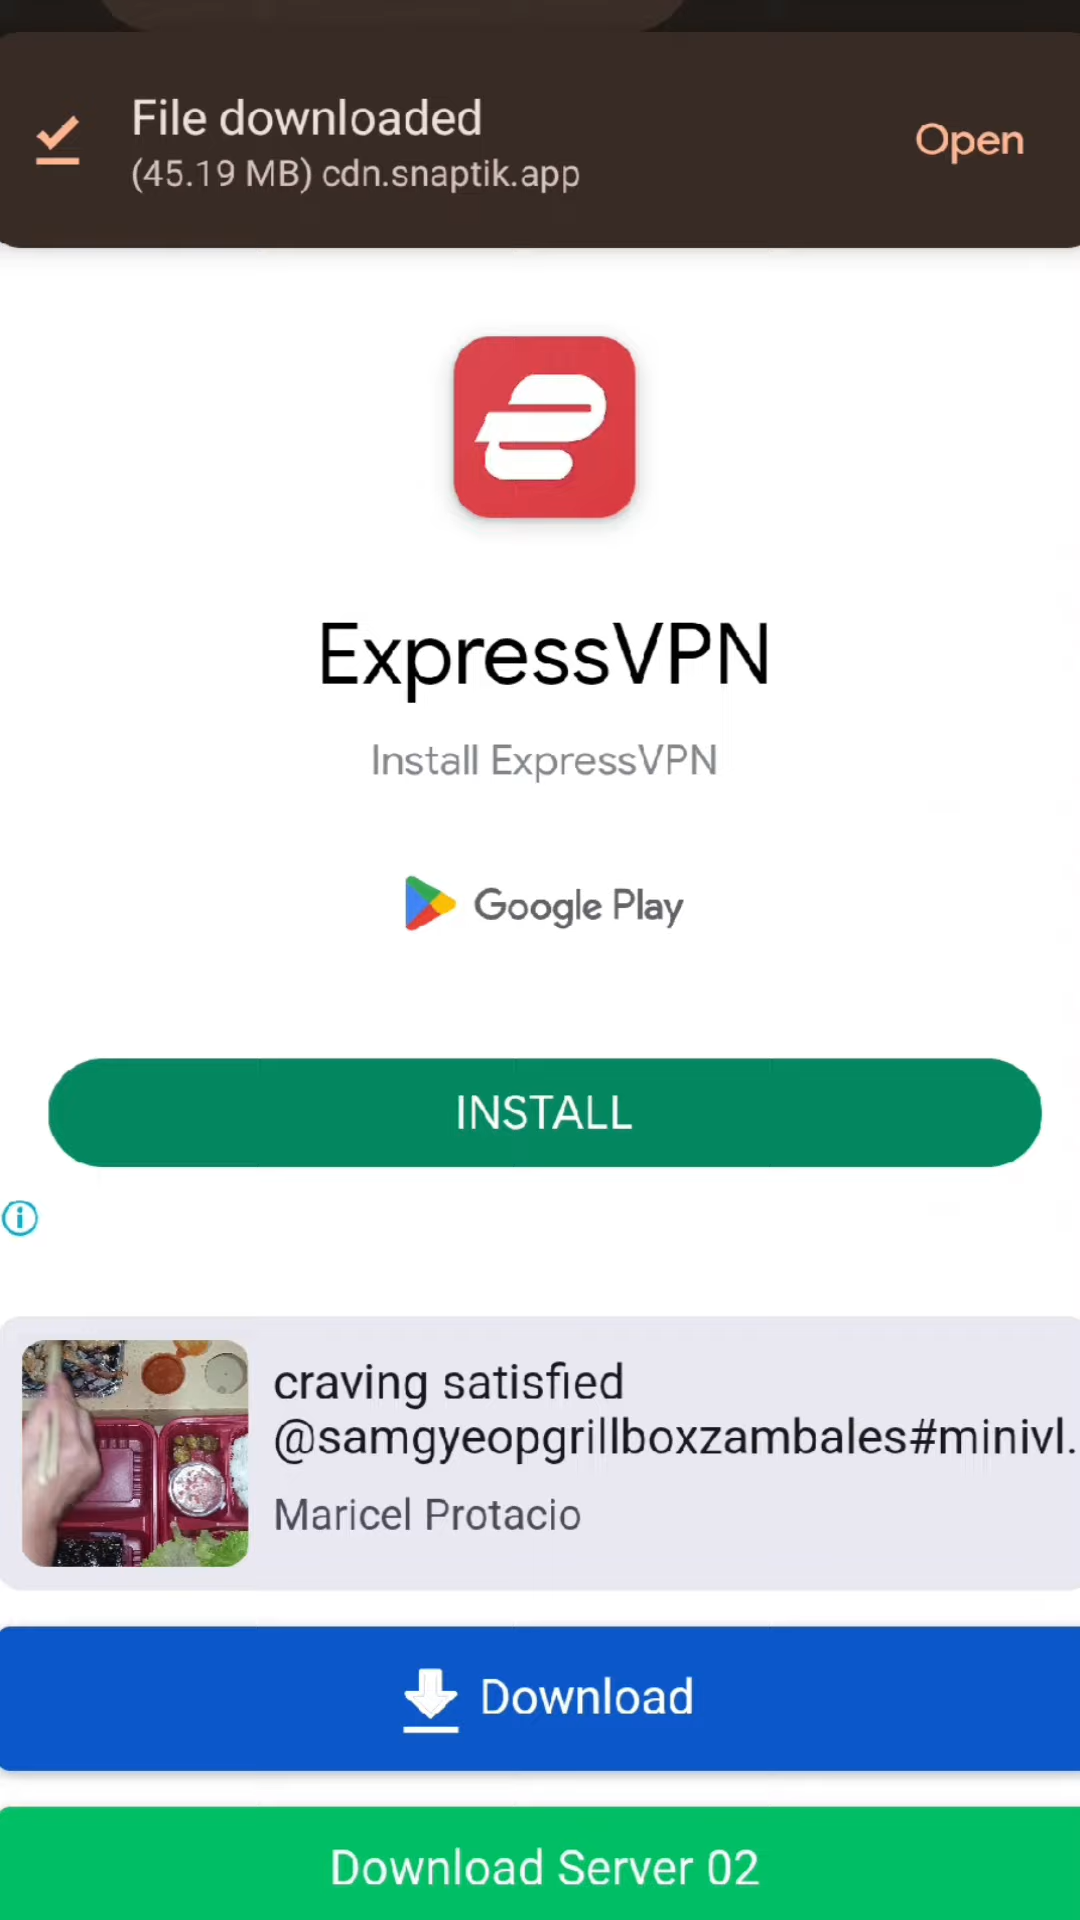 File downloaded
(45.19 MB) cdn.snaptik.app
Open
ExpressVPN
Install ExpressVPN
Google Play
INSTALL
craving satisfied
@samgyeopgrillboxzambales#minivl.
Maricel Protacio
Download
Download Server 02